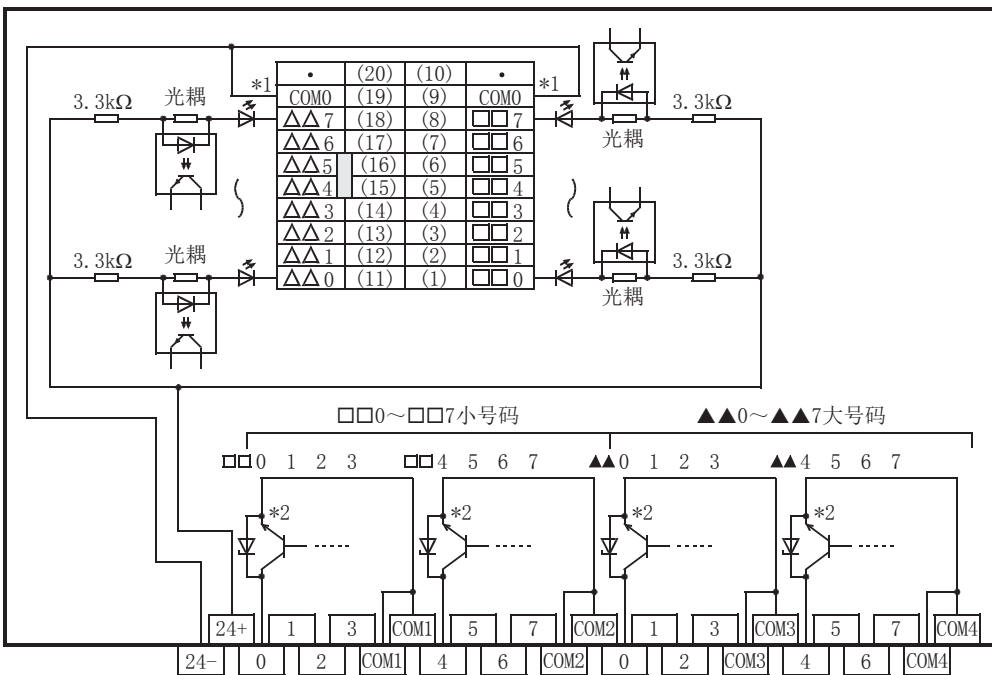 • (20) (10) •
*1 COM0 (19) (9) COM0 *1
3.3kΩ 光耦 △△7 (18) (8) □□7 光耦 3.3kΩ
△△6 (17) (7) □□6
△△5 (16) (6) □□5
△△4 (15) (5) □□4
△△3 (14) (4) □□3
△△2 (13) (3) □□2
3.3kΩ 光耦 △△1 (12) (2) □□1 3.3kΩ
△△0 (11) (1) □□0 光耦
□□0～□□7小号码 ▲▲0～▲▲7大号码
□□0 1 2 3 □□4 5 6 7 ▲▲0 1 2 3 ▲▲4 5 6 7
*2 *2 *2 *2
24+ 1 3 COM1 5 7 COM2 1 3 COM3 5 7 COM4
24- 0 2 COM1 4 6 COM2 0 2 COM3 4 6 COM4